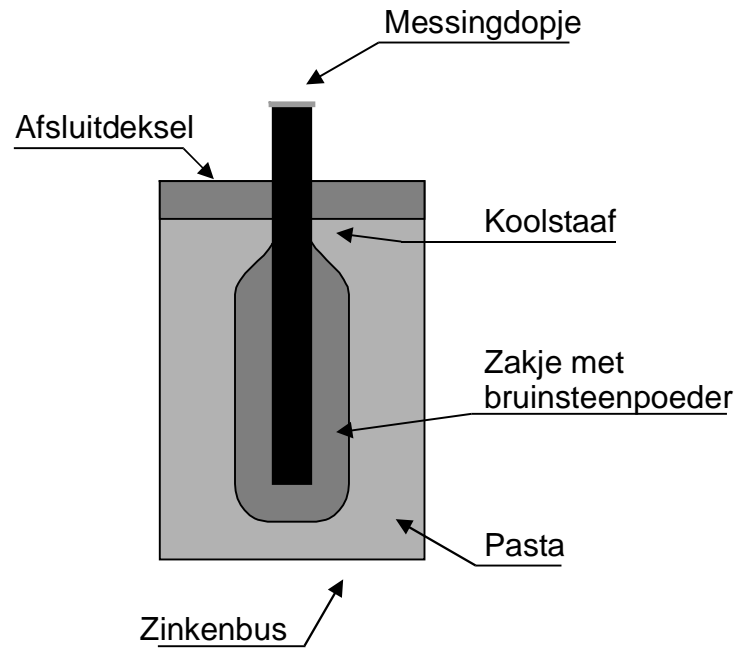 Messingdopje
Afsluitdeksel
Koolstaaf
Zakje met
bruinsteenpoeder
Pasta
Zinkenbus